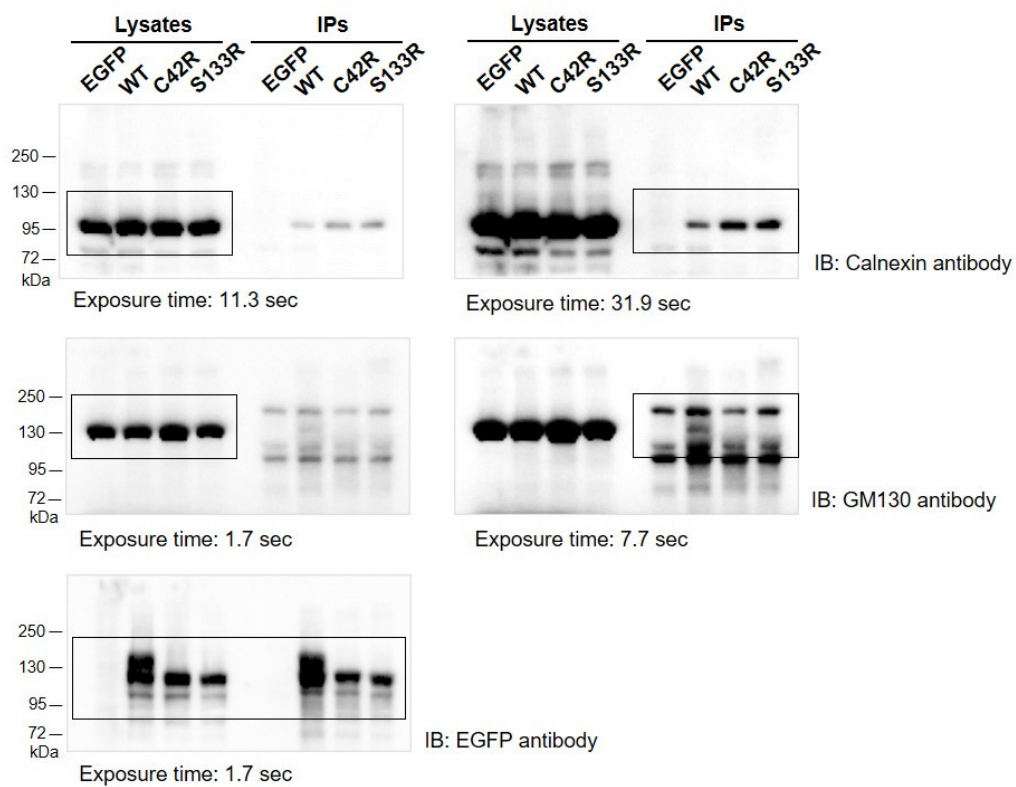 Lysates IPs Lysates IPs
EGFP WT C42R S133R EGFP WT C42R S133R EGFP WT C42R S133R EGFP WT C42R S133R
250
130
95
72
kDa
IB: Calnexin antibody
Exposure time: 11.3 sec Exposure time: 31.9 sec
250
130
95
72
kDa
IB: GM130 antibody
Exposure time: 1.7 sec Exposure time: 7.7 sec
250
130
95
72
kDa
IB: EGFP antibody
Exposure time: 1.7 sec